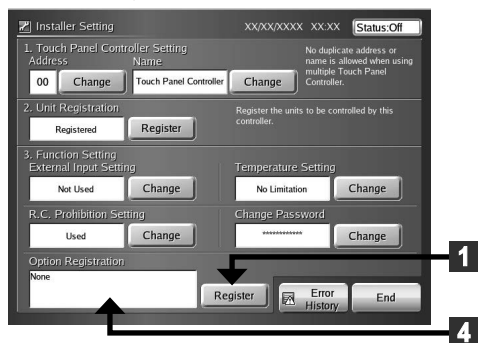 Installer Setting XX/XX/XXXX XX:XX Status:Off
1. Touch Panel Controller Setting
Address Name
00 Change Touch Panel Controller Change
No duplicate address or
name is allowed when using
multiple Touch Panel
Controller.
2. Unit Registration
Registered Register
Register the units to be controlled by this
controller.
3. Function Setting
External Input Setting Temperature Setting
Not Used Change No Limitation Change
R.C. Prohibition Setting Change Password
Used Change ************ Change
Option Registration
None
Register
Error
History
End
1
4